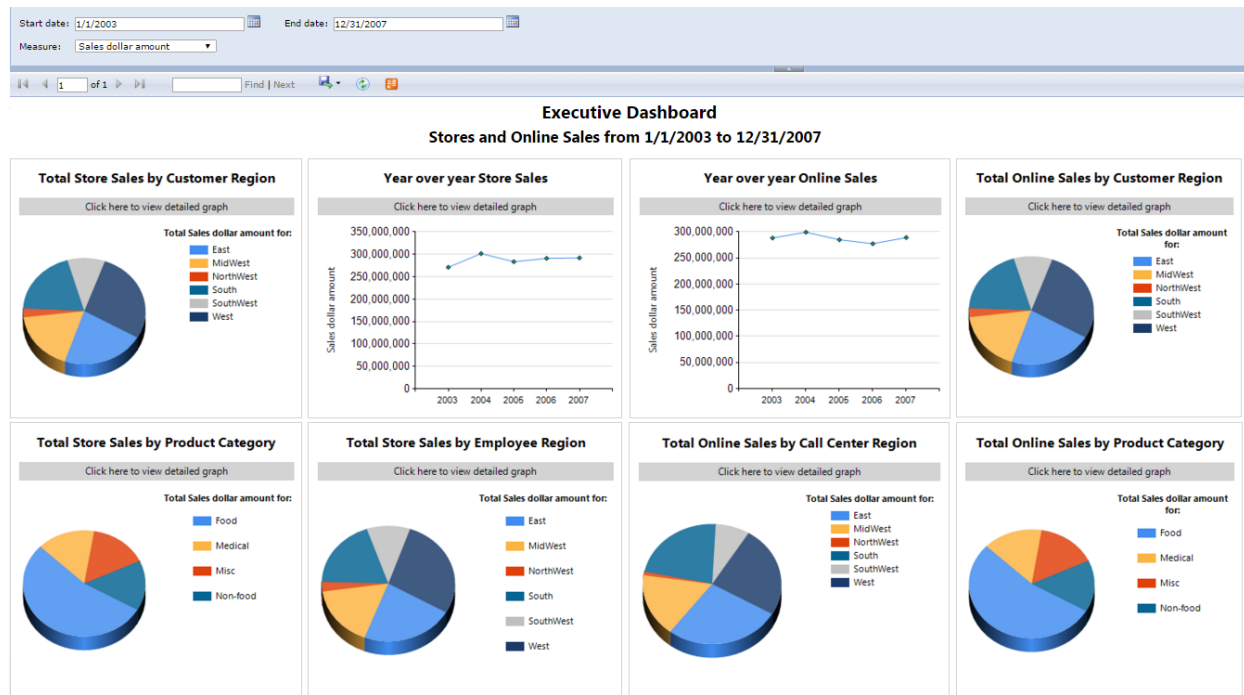 Start date: 1/1/2003 End date: 12/31/2007
Measure: Sales dollar amount
1 of 1 Find | Next
Executive Dashboard
Stores and Online Sales from 1/1/2003 to 12/31/2007
Total Store Sales by Customer Region
Click here to view detailed graph
Total Sales dollar amount for:
East
MidWest
NorthWest
South
SouthWest
West
Year over year Store Sales
Click here to view detailed graph
Sales dollar amount
350,000,000
300,000,000
250,000,000
200,000,000
150,000,000
100,000,000
50,000,000
0
2003 2004 2005 2006 2007
Year over year Online Sales
Click here to view detailed graph
Sales dollar amount
300,000,000
250,000,000
200,000,000
150,000,000
100,000,000
50,000,000
0
2003 2004 2005 2006 2007
Total Online Sales by Customer Region
Click here to view detailed graph
Total Sales dollar amount
for:
East
MidWest
NorthWest
South
SouthWest
West
Total Store Sales by Product Category
Click here to view detailed graph
Total Sales dollar amount for:
Food
Medical
Misc
Non-food
Total Store Sales by Employee Region
Click here to view detailed graph
Total Sales dollar amount for:
East
MidWest
NorthWest
South
SouthWest
West
Total Online Sales by Call Center Region
Click here to view detailed graph
Total Sales dollar amount for:
East
MidWest
NorthWest
South
SouthWest
West
Total Online Sales by Product Category
Click here to view detailed graph
Total Sales dollar amount
for:
Food
Medical
Misc
Non-food